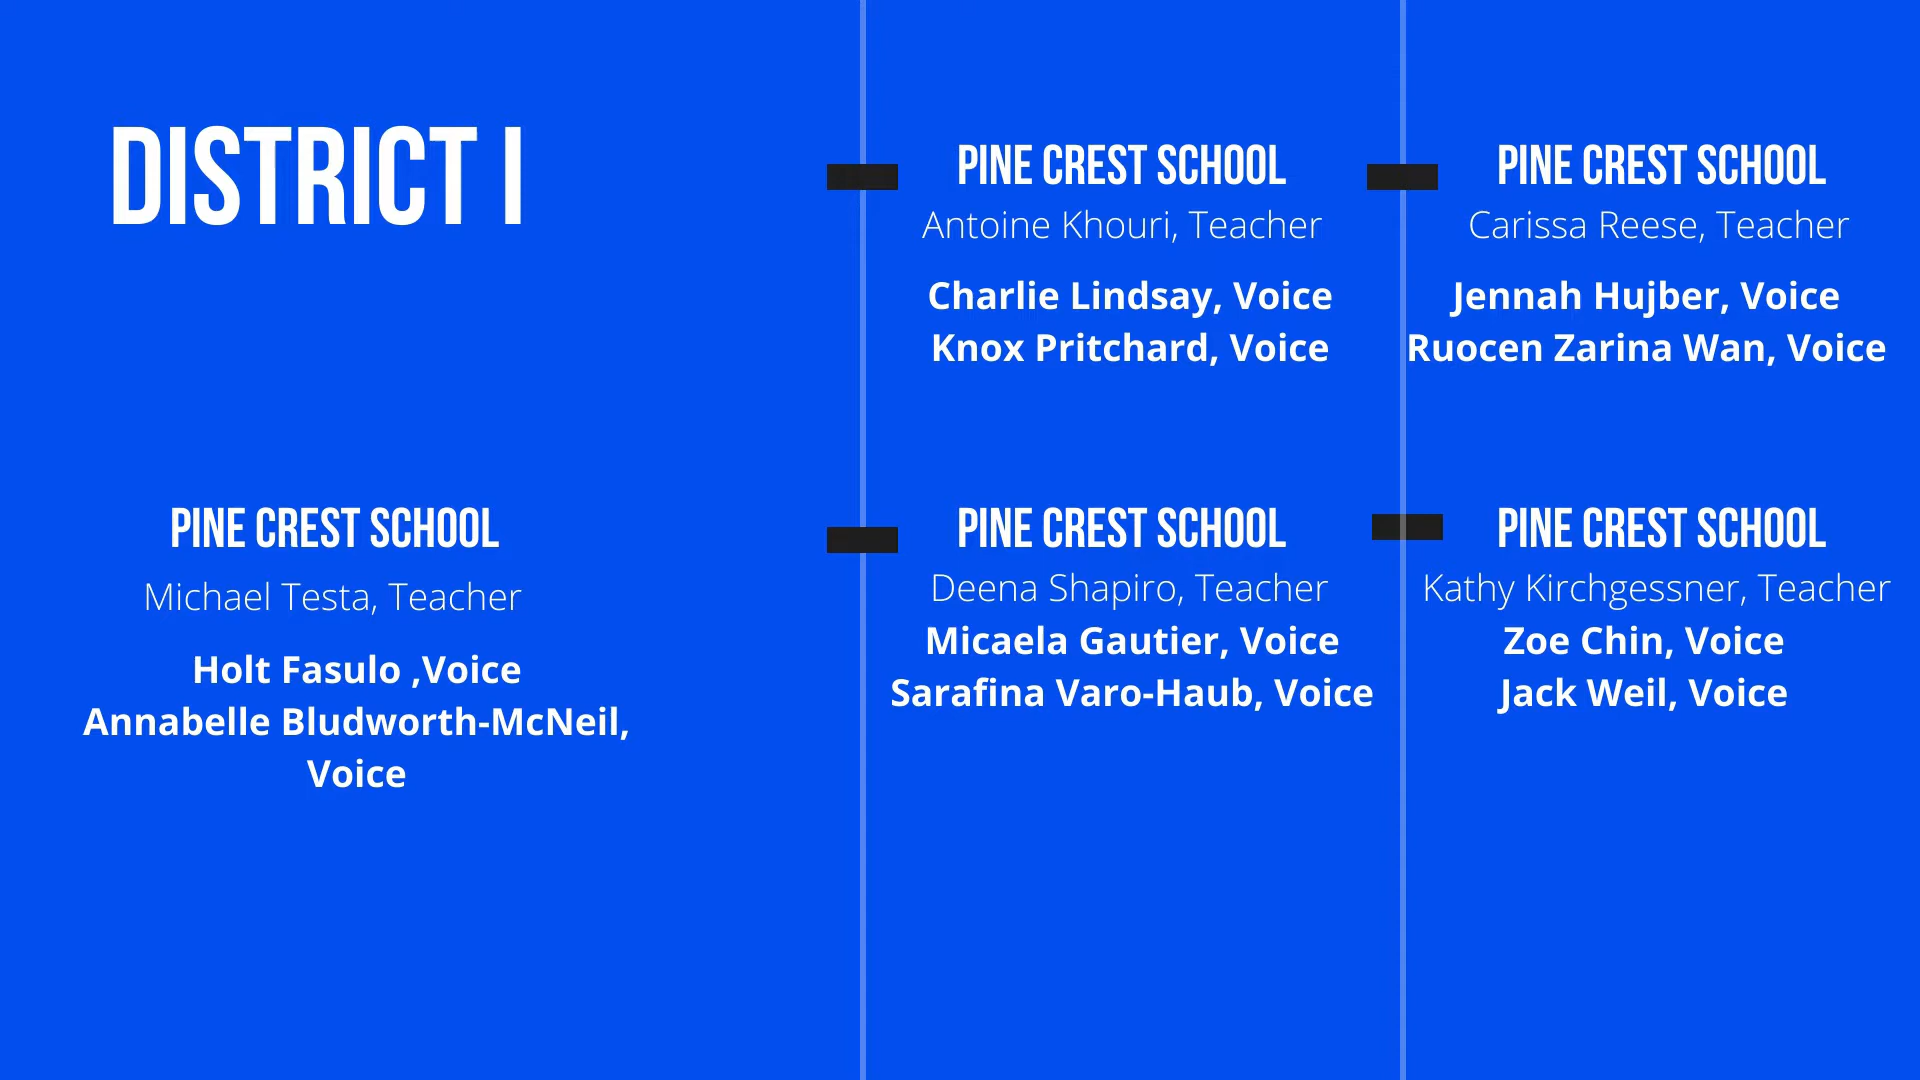 DISTRICT I
PINE CREST SCHOOL
Michael Testa, Teacher
Holt Fasulo ,Voice
Annabelle Bludworth-McNeil,
Voice
PINE CREST SCHOOL
Antoine Khouri, Teacher
Charlie Lindsay, Voice
Knox Pritchard, Voice
PINE CREST SCHOOL
Deena Shapiro, Teacher
Micaela Gautier, Voice
Sarafina Varo-Haub, Voice
PINE CREST SCHOOL
Carissa Reese, Teacher
Jennah Hujber, Voice
Ruocen Zarina Wan, Voice
PINE CREST SCHOOL
Kathy Kirchgessner, Teacher
Zoe Chin, Voice
Jack Weil, Voice